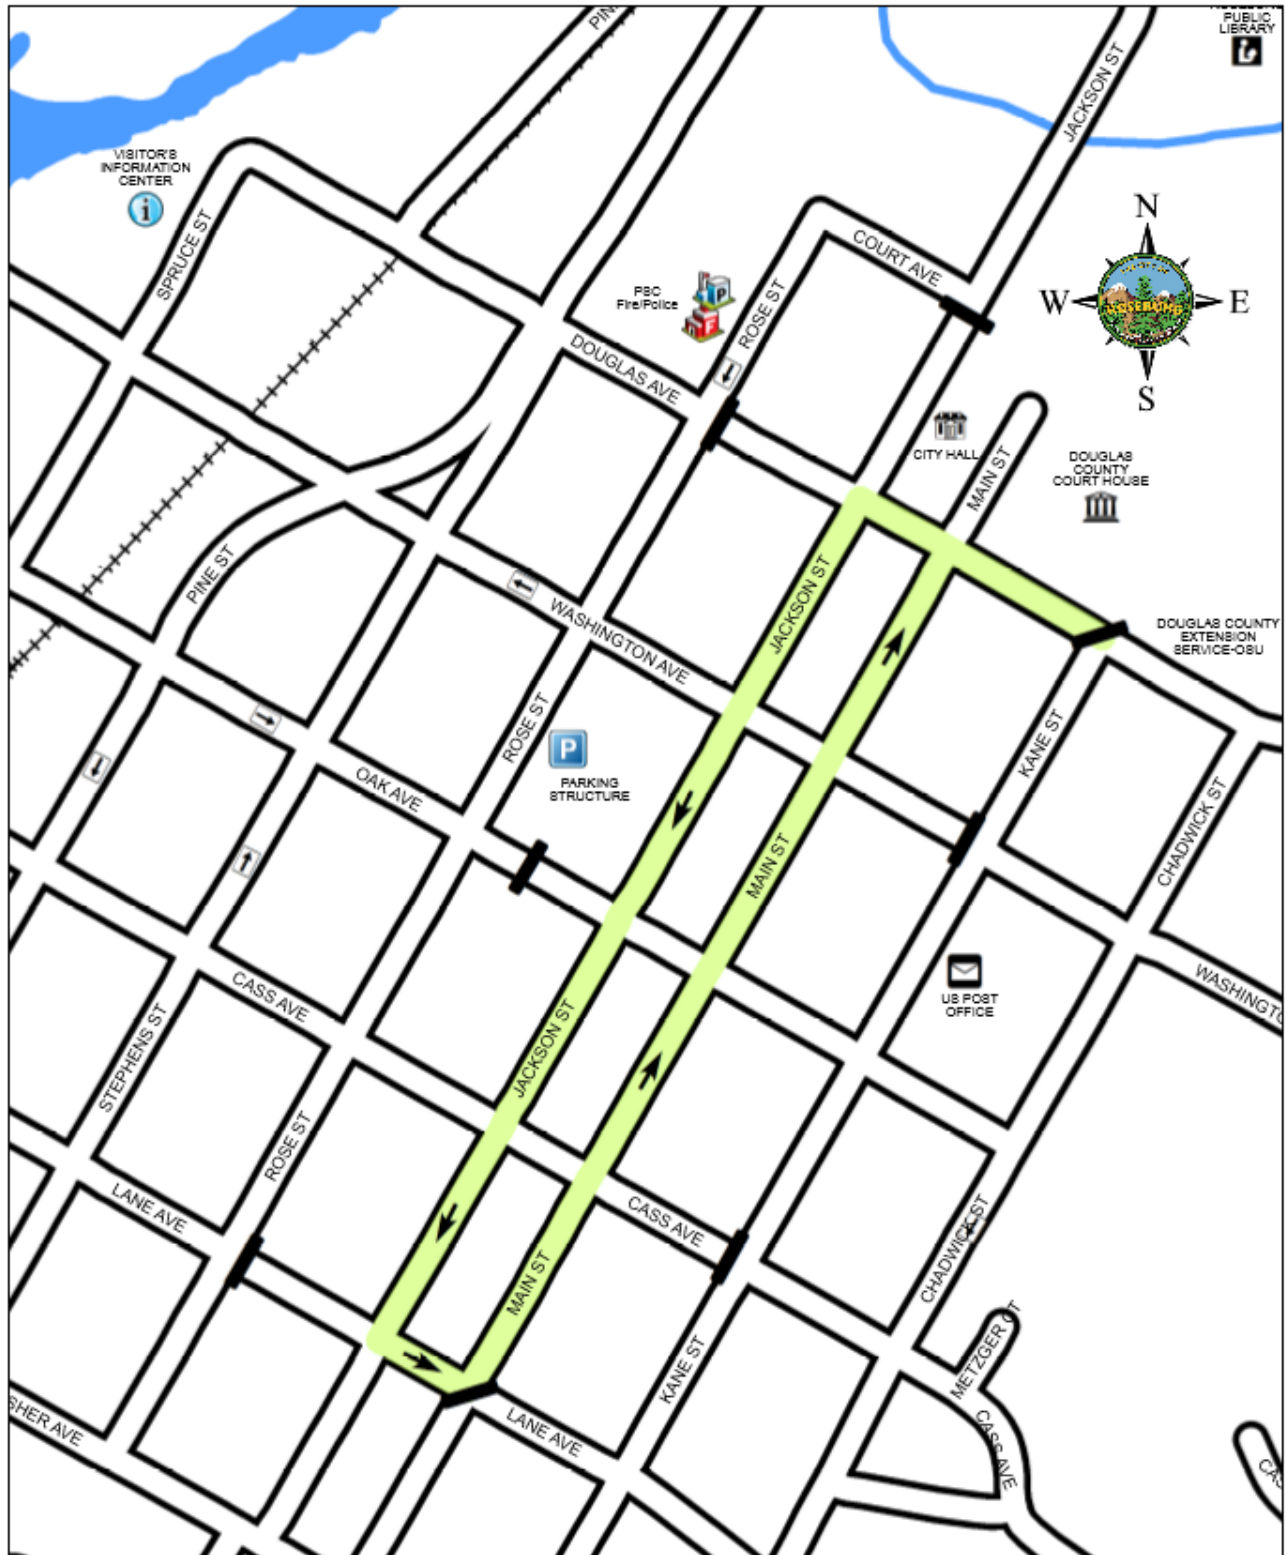 PUBLIC
LIBRARY
JACKSON ST
VISITOR'S
INFORMATION
CENTER
i
SPRUCE ST
N
W
E
S
ROSEBURG
COURT AVE
PSC
Fire/Police
P
F
ROSE ST
DOUGLAS AVE
CITY HALL
MAIN ST
DOUGLAS
COUNTY
COURT HOUSE
PINE ST
JACKSON ST
WASHINGTON AVE
DOUGLAS COUNTY
EXTENSION
SERVICE-OSU
ROSE ST
P
PARKING
STRUCTURE
KANE ST
OAK AVE
CHADWICK ST
MAIN ST
CASS AVE
US POST
OFFICE
WASHINGTO
STEPHENS ST
JACKSON ST
ROSE ST
LANE AVE
CASS AVE
CHADWICK ST
MAIN ST
METZGER CT
KANE ST
SHER AVE
LANE AVE
CASS AVE